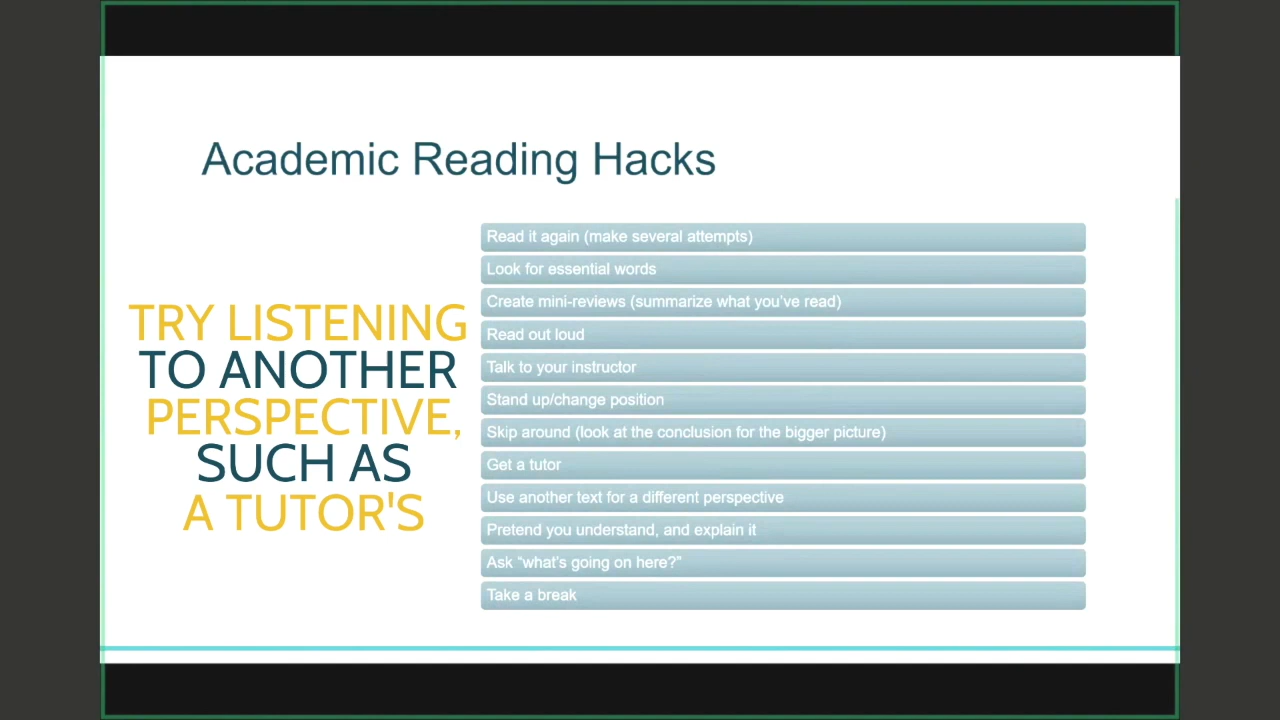 Academic Reading Hacks
TRY LISTENING
TO ANOTHER
PERSPECTIVE,
SUCH AS
A TUTOR'S
Read it again (make several attempts)
Look for essential words
Create mini-reviews (summarize what you’ve read)
Read out loud
Talk to your instructor
Stand up/change position
Skip around (look at the conclusion for the bigger picture)
Get a tutor
Use another text for a different perspective
Pretend you understand, and explain it
Ask “what’s going on here?”
Take a break